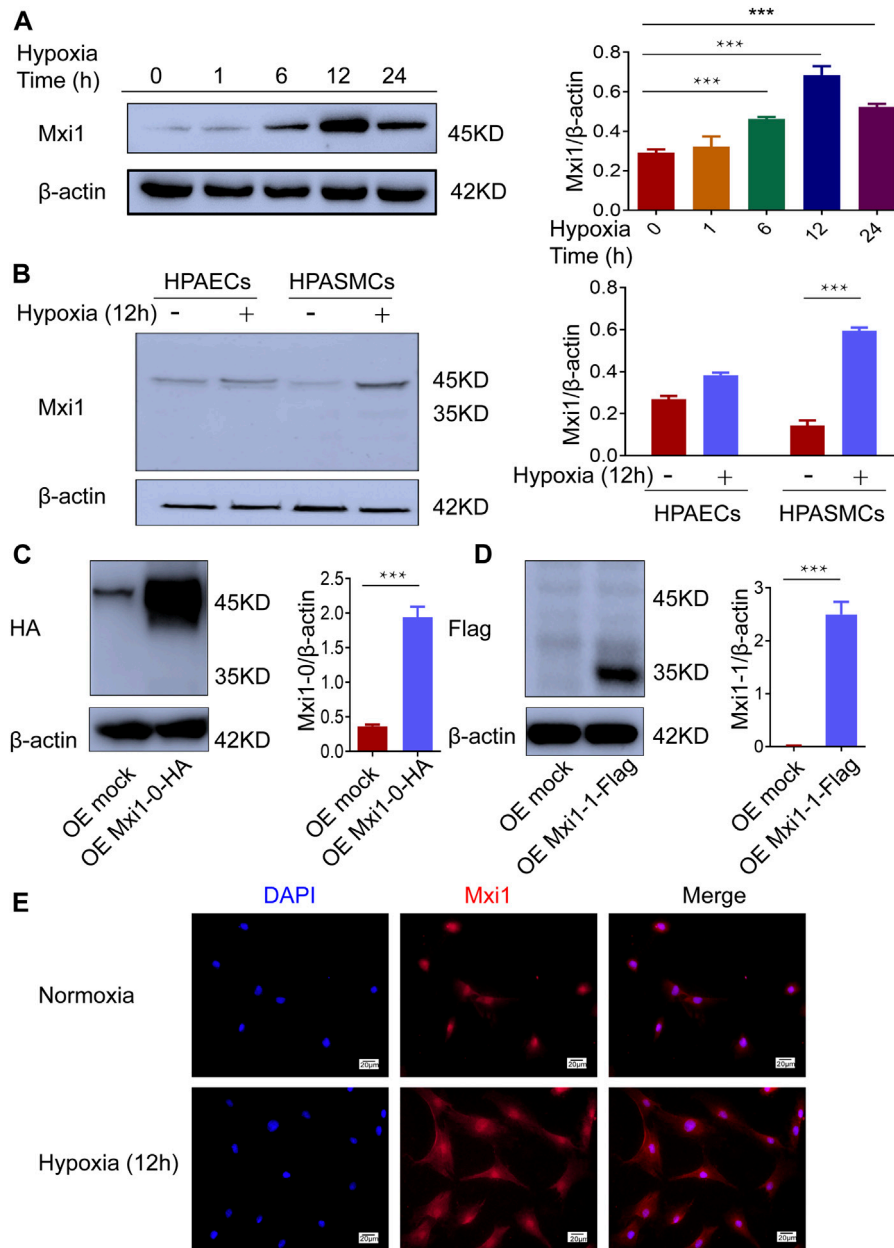 A
Hypoxia
Time (h)
0 1 6 12 24
Mxi1
45KD
β-actin
42KD
***
***
***
Mxi1/β-actin
0.8
0.6
0.4
0.2
0.0
Hypoxia
Time (h)
0 1 6 12 24
B
HPAECs HPASMCs
Hypoxia (12h) - + - +
Mxi1
45KD
35KD
β-actin
42KD
***
Mxi1/β-actin
0.8
0.6
0.4
0.2
0.0
Hypoxia (12h) - + - +
HPAECs HPASMCs
C
HA
45KD
35KD
β-actin
42KD
OE mock
OE Mxi1-0-HA
***
Mxi1-0/β-actin
2.5
2.0
1.5
1.0
0.5
0.0
OE mock
OE Mxi1-0-HA
D
Flag
45KD
35KD
β-actin
42KD
OE mock
OE Mxi1-1-Flag
***
Mxi1-1/β-actin
3
2
1
0
OE mock
OE Mxi1-1-Flag
E
DAPI Mxi1 Merge
Normoxia
20μm 20μm 20μm
Hypoxia (12h)
20μm 20μm 20μm